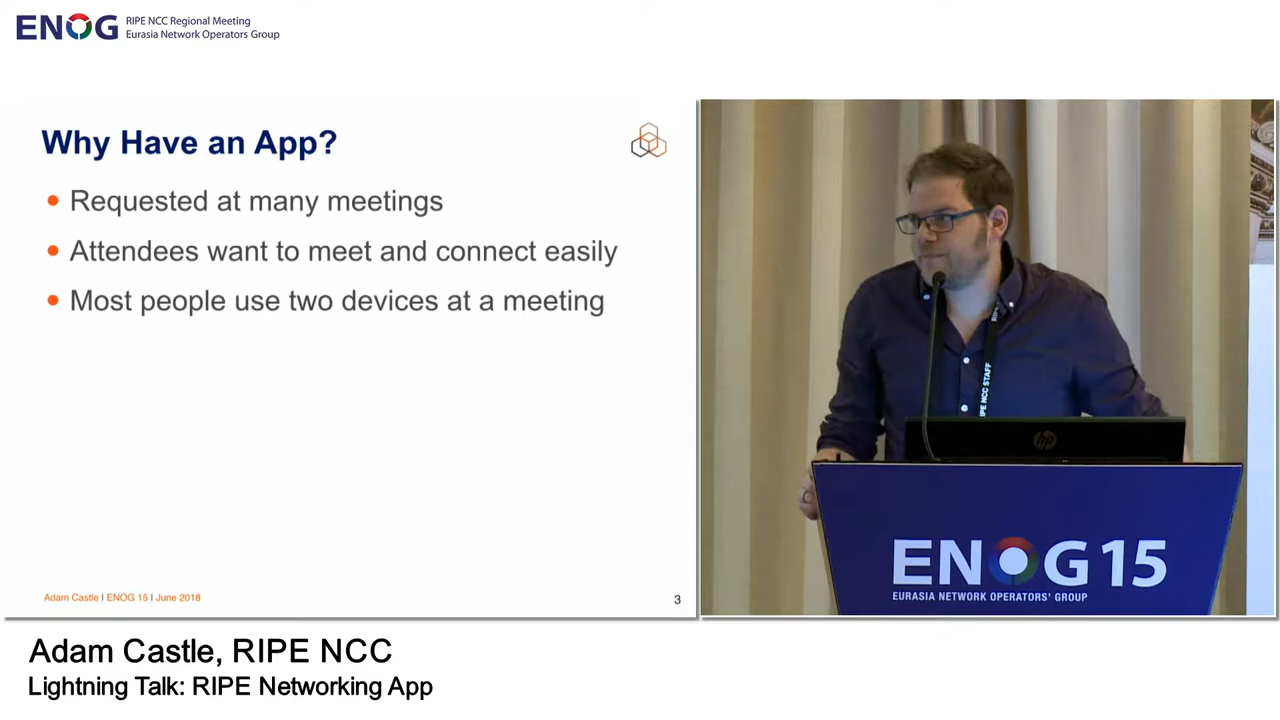 ENOG
RIPE NCC Regional Meeting
Eurasia Network Operators Group
Why Have an App?
• Requested at many meetings
• Attendees want to meet and connect easily
• Most people use two devices at a meeting
Adam Castle I ENOG 15 I June 2018
3
RIPE NCC STAFF
hp
ENOG 15
EURASIA NETWORK OPERATORS' GROUP
Adam Castle, RIPE NCC
Lightning Talk: RIPE Networking App